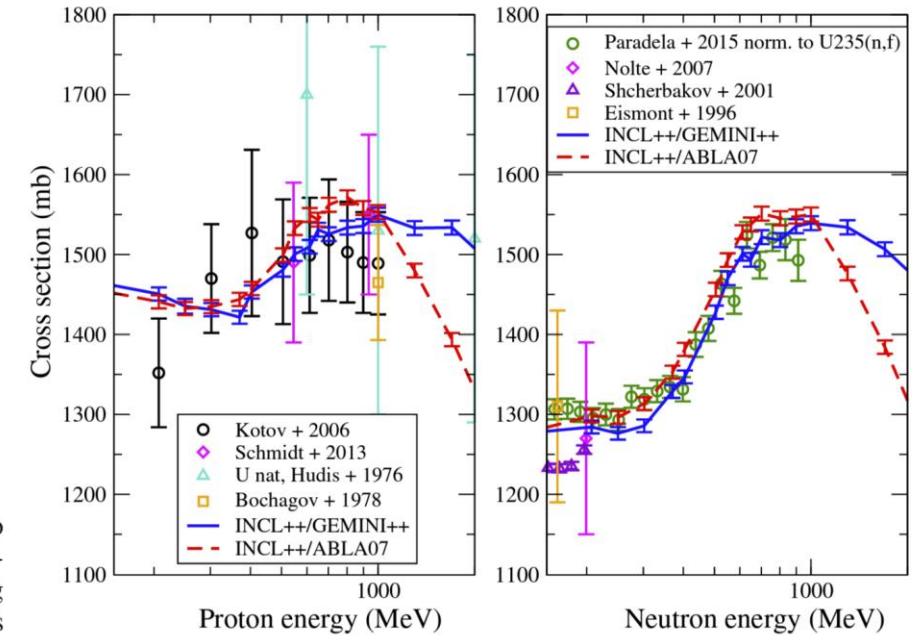 1800
1700
1600
1500
1400
1300
1200
1100
Cross section (mb)
Kotov + 2006
Schmidt + 2013
U nat, Hudis + 1976
Bochagov + 1978
INCL++/GEMINI++
INCL++/ABLA07
1000
Proton energy (MeV)
1800
1700
1600
1500
1400
1300
1200
1100
Paradela + 2015 norm. to U235(n,f)
Nolte + 2007
Shcherbakov + 2001
Eismont + 1996
INCL++/GEMINI++
INCL++/ABLA07
1000
Neutron energy (MeV)
g
s